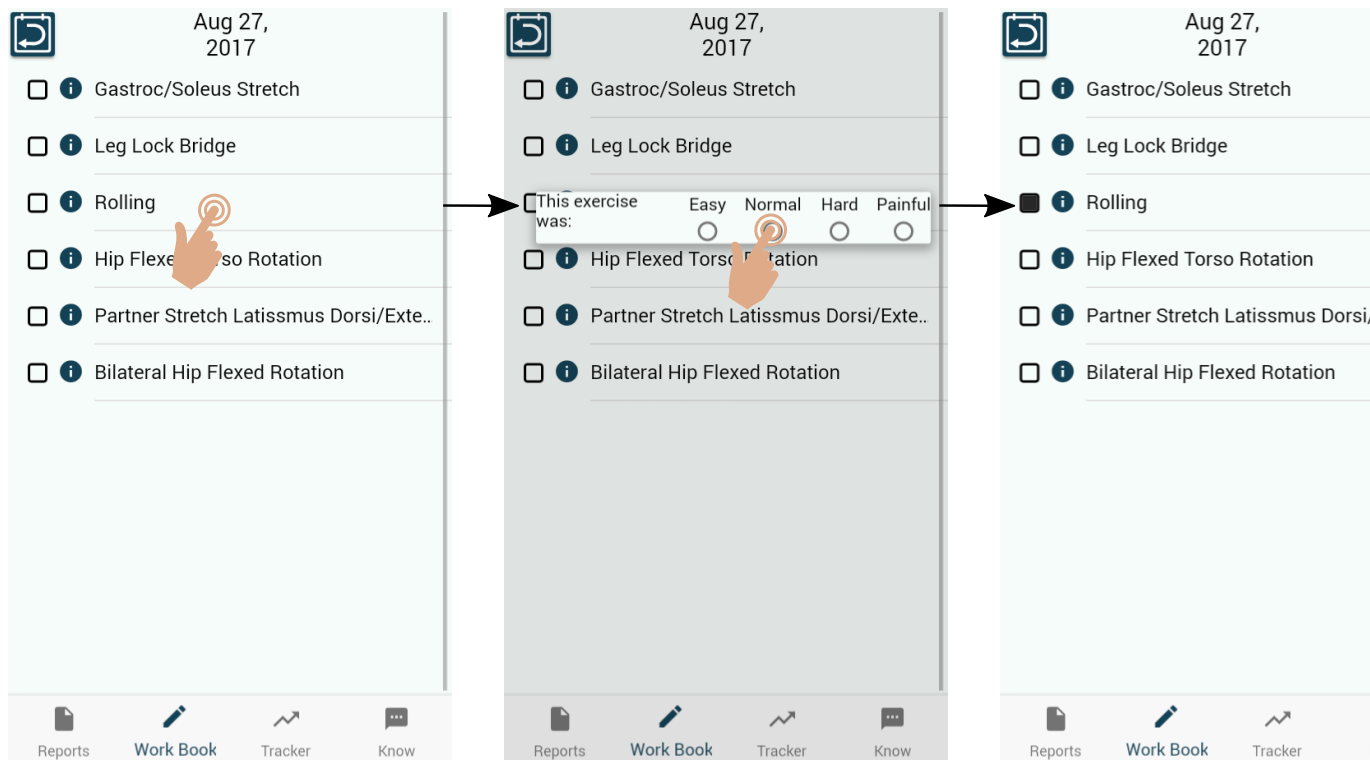 Aug 27,
2017
Gastroc/Soleus Stretch
Leg Lock Bridge
Rolling
Hip Flexed Torso Rotation
Partner Stretch Latissmus Dorsi/Exte..
Bilateral Hip Flexed Rotation
Reports Work Book Tracker Know
Aug 27,
2017
Gastroc/Soleus Stretch
Leg Lock Bridge
This exercise was: Easy Normal Hard Painful
Hip Flexed Torso Rotation
Partner Stretch Latissmus Dorsi/Exte..
Bilateral Hip Flexed Rotation
Reports Work Book Tracker Know
Aug 27,
2017
Gastroc/Soleus Stretch
Leg Lock Bridge
Rolling
Hip Flexed Torso Rotation
Partner Stretch Latissmus Dorsi/
Bilateral Hip Flexed Rotation
Reports Work Book Tracker